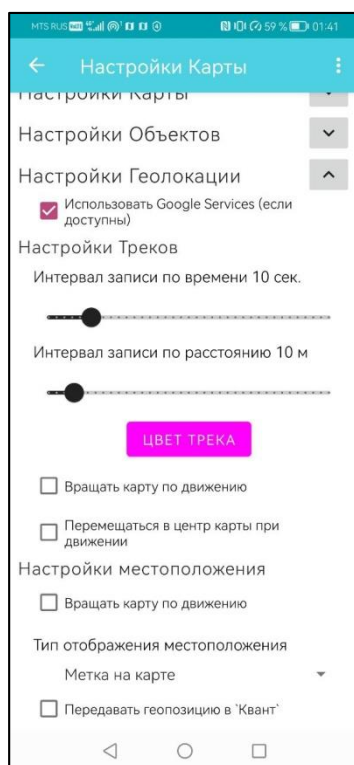 MTS RUS 59 % 01:41
Настройки Карты
Настройки Карты
Настройки Объектов
Настройки Геолокации
Использовать Google Services (если
доступны)
Настройки Треков
Интервал записи по времени 10 сек.
Интервал записи по расстоянию 10 м
ЦВЕТ ТРЕКА
Вращать карту по движению
Перемещаться в центр карты при
движении
Настройки местоположения
Вращать карту по движению
Тип отображения местоположения
Метка на карте
Передавать геопозицию в `Квант`